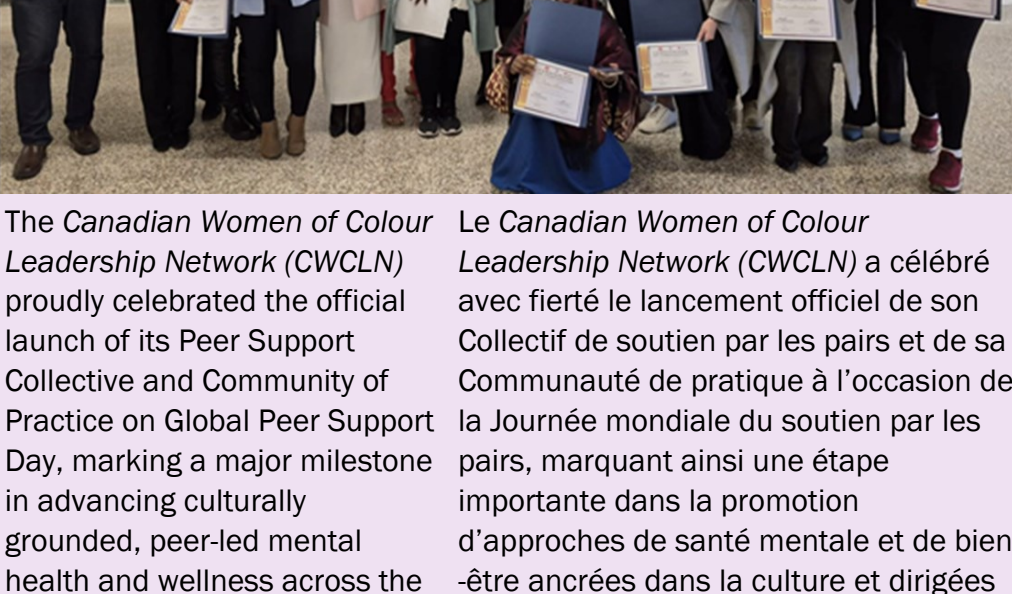 The Canadian Women of Colour
Leadership Network (CWCLN)
proudly celebrated the official
launch of its Peer Support
Collective and Community of
Practice on Global Peer Support
Day, marking a major milestone
in advancing culturally
grounded, peer-led mental
health and wellness across the
Le Canadian Women of Colour
Leadership Network (CWCLN) a célébré
avec fierté le lancement officiel de son
Collectif de soutien par les pairs et de sa
Communauté de pratique à l’occasion de
la Journée mondiale du soutien par les
pairs, marquant ainsi une étape
importante dans la promotion
d’approches de santé mentale et de bien
-être ancrées dans la culture et dirigées